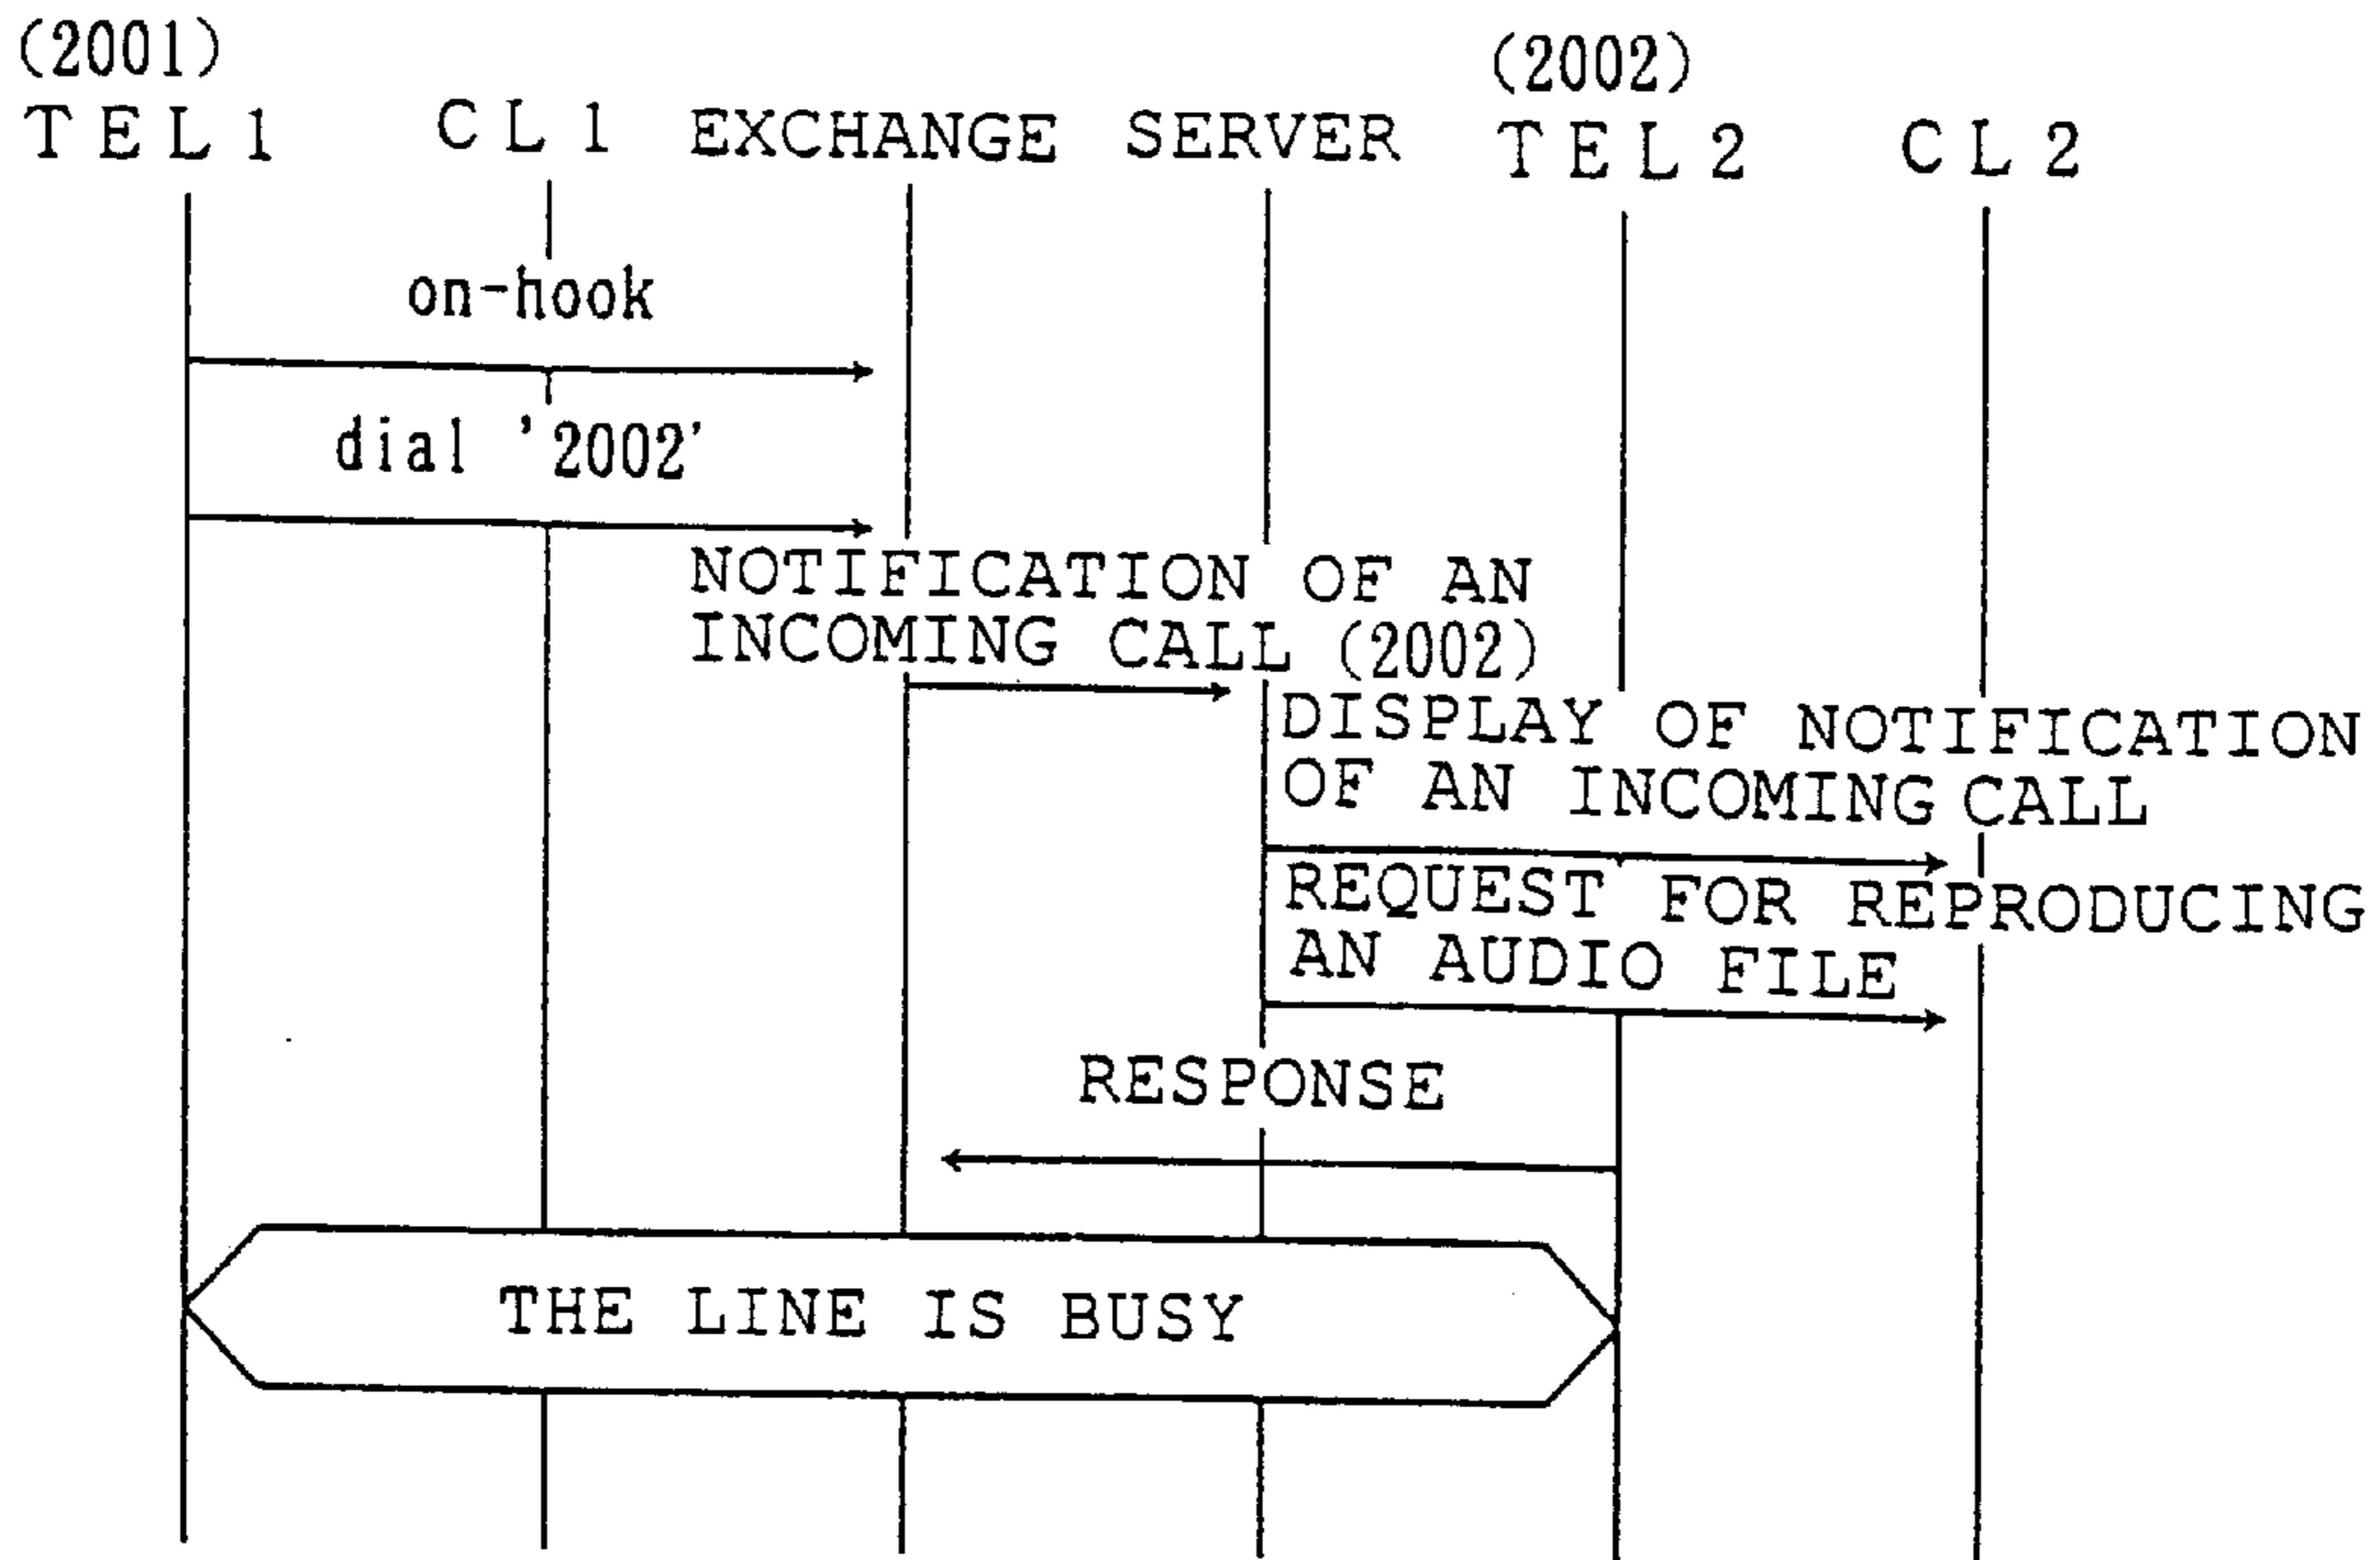 (2001)
(2002)
TEL1 CL1 EXCHANGE SERVER TEL2 CL2
on-hook
dial '2002'
NOTIFICATION OF AN
INCOMING CALL (2002)
DISPLAY OF NOTIFICATION
OF AN INCOMING CALL
REQUEST FOR REPRODUCING
AN AUDIO FILE
RESPONSE
THE LINE IS BUSY